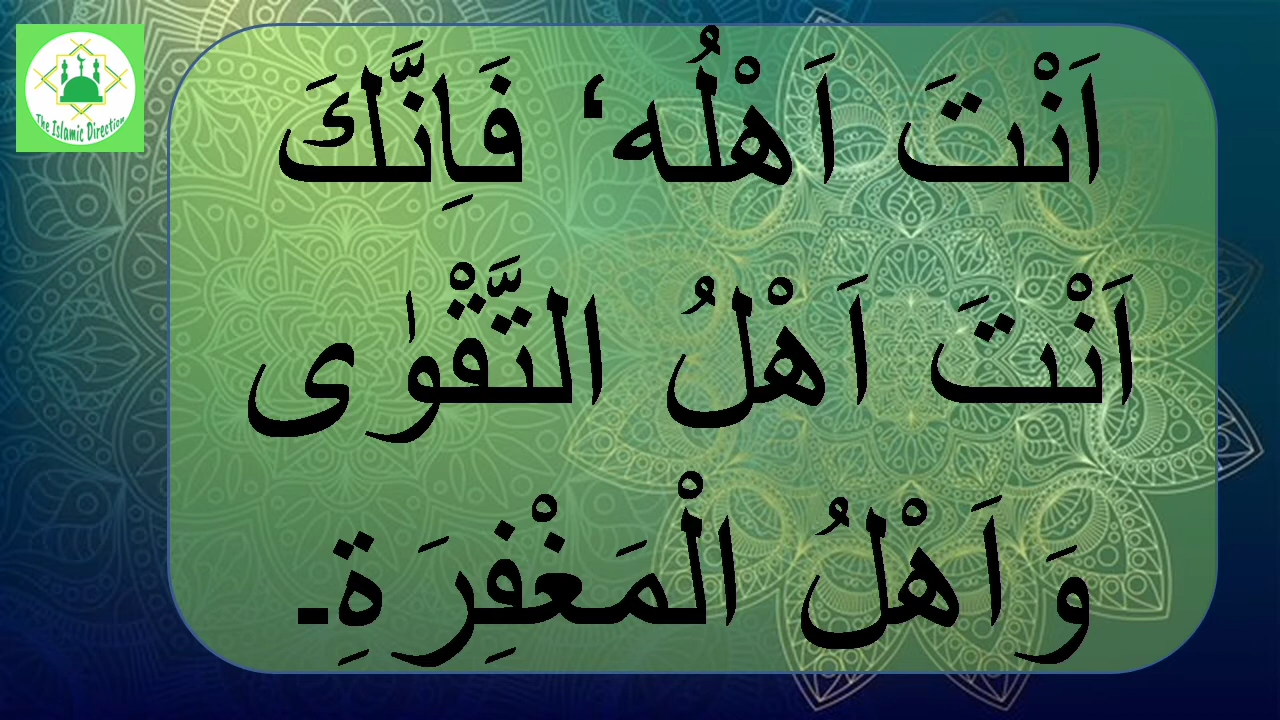 The Islamic Direction
اَنْتَ اَهْلُه‘ فَاِنَّكَ
اَنْتَ اَهْلُ التَّقْوٰى
وَ اَهْلُ الْمَغْفِرَةِ۔